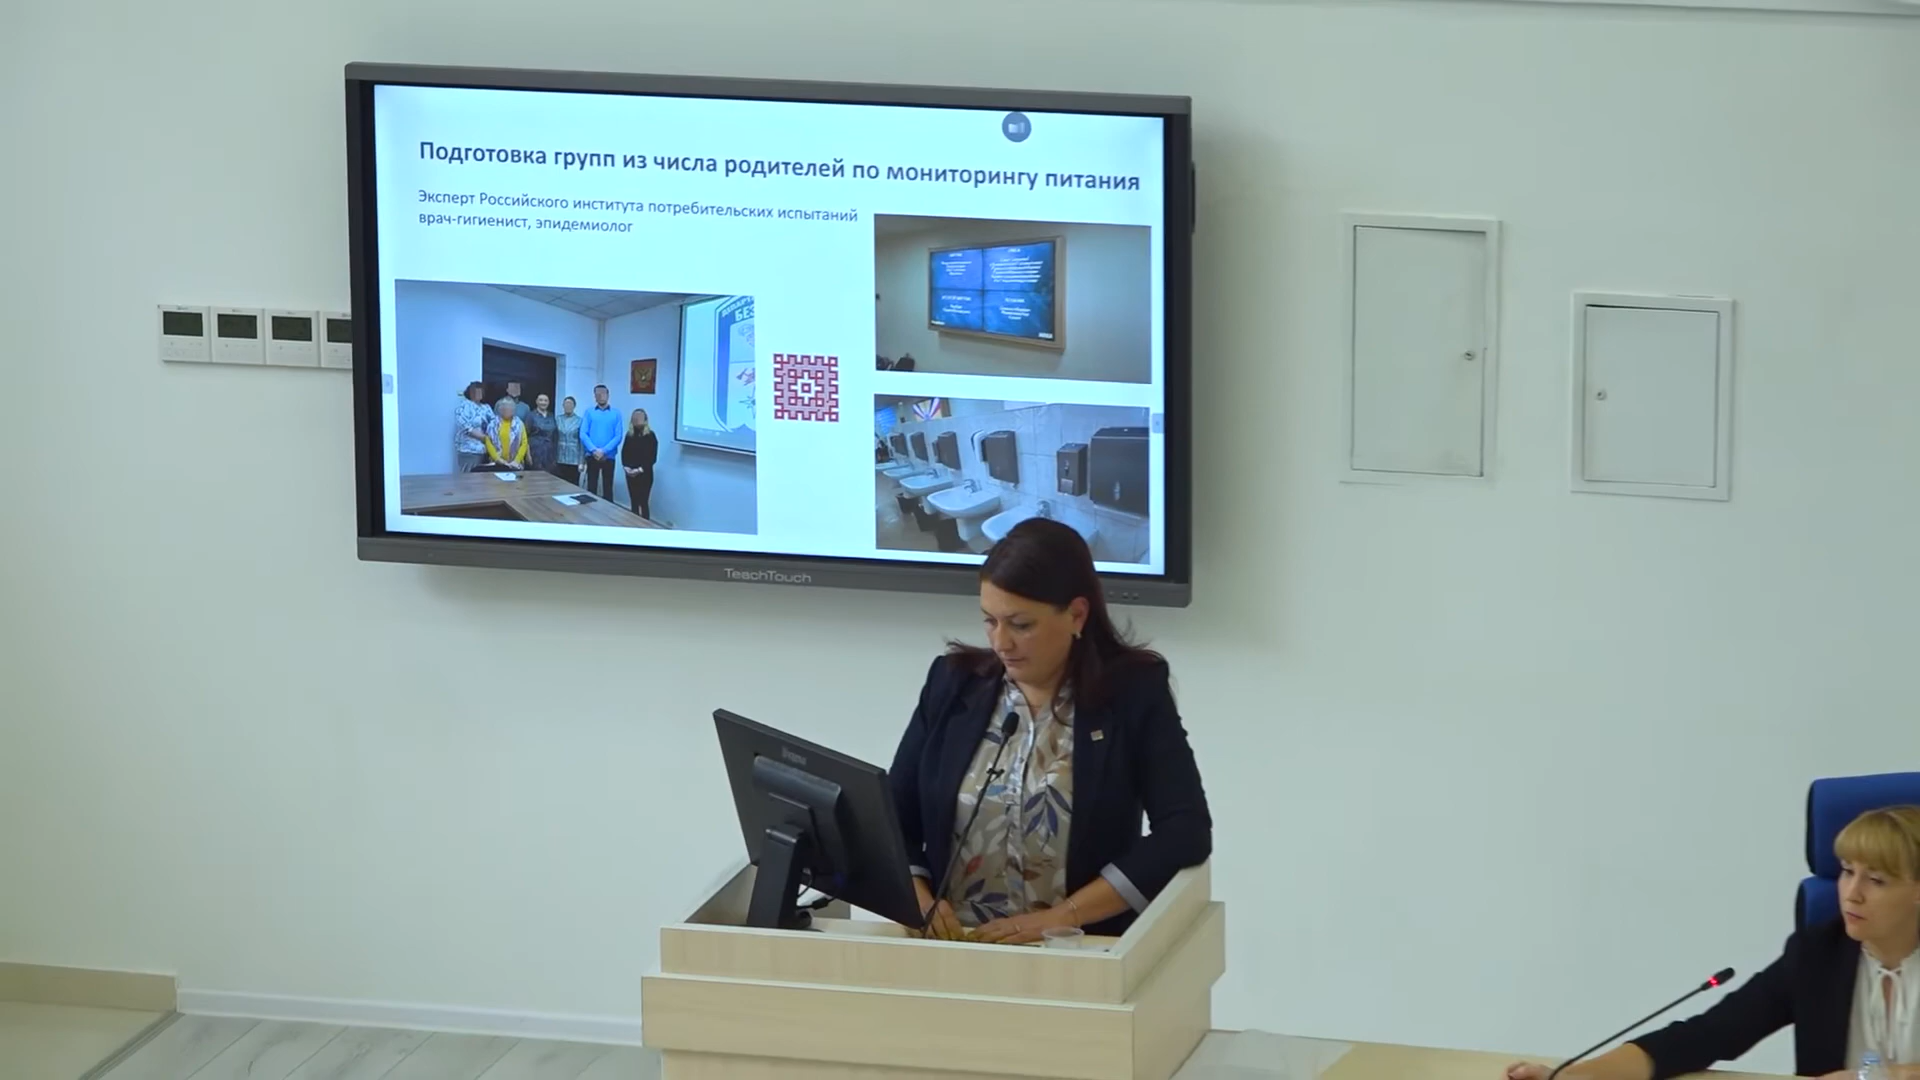 Подготовка групп из числа родителей по мониторингу питания
Эксперт Российского института потребительских испытаний
врач-гигиенист, эпидемиолог
TeachTouch